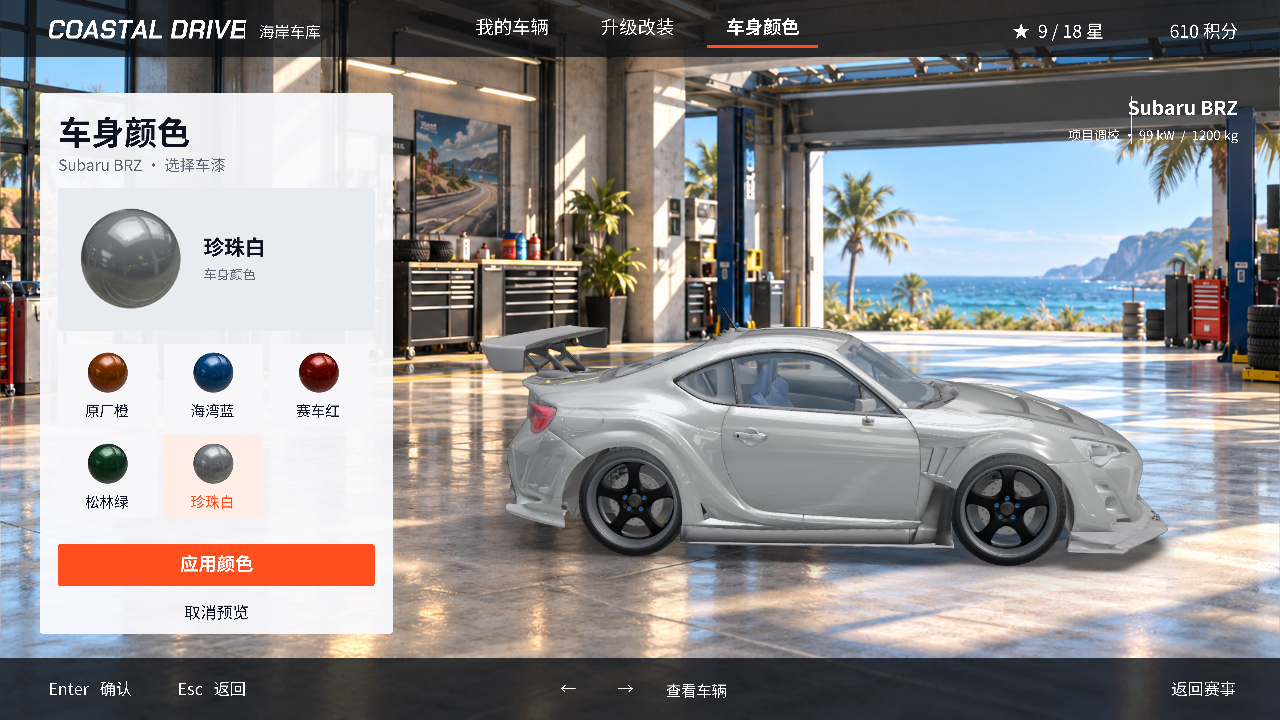 COASTAL DRIVE 海岸车库
我的车辆 升级改装 车身颜色
★ 9 / 18 星 610 积分
Subaru BRZ
项目调校 · 99 kW / 1200 kg
车身颜色
Subaru BRZ · 选择车漆
珍珠白
车身颜色
原厂橙 海湾蓝 赛车红
松林绿 珍珠白
应用颜色
取消预览
Enter 确认 Esc 返回 ← → 查看车辆 返回赛事